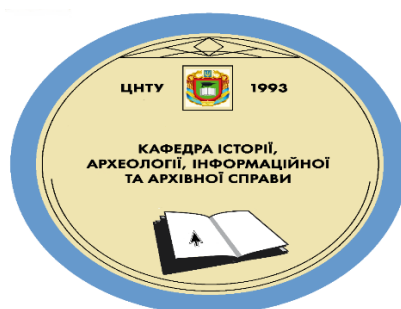 ЦНТУ 1993
КАФЕДРА ІСТОРІЇ,
АРХЕОЛОГІЇ, ІНФОРМАЦІЙНОЇ
ТА АРХІВНОЇ СПРАВИ